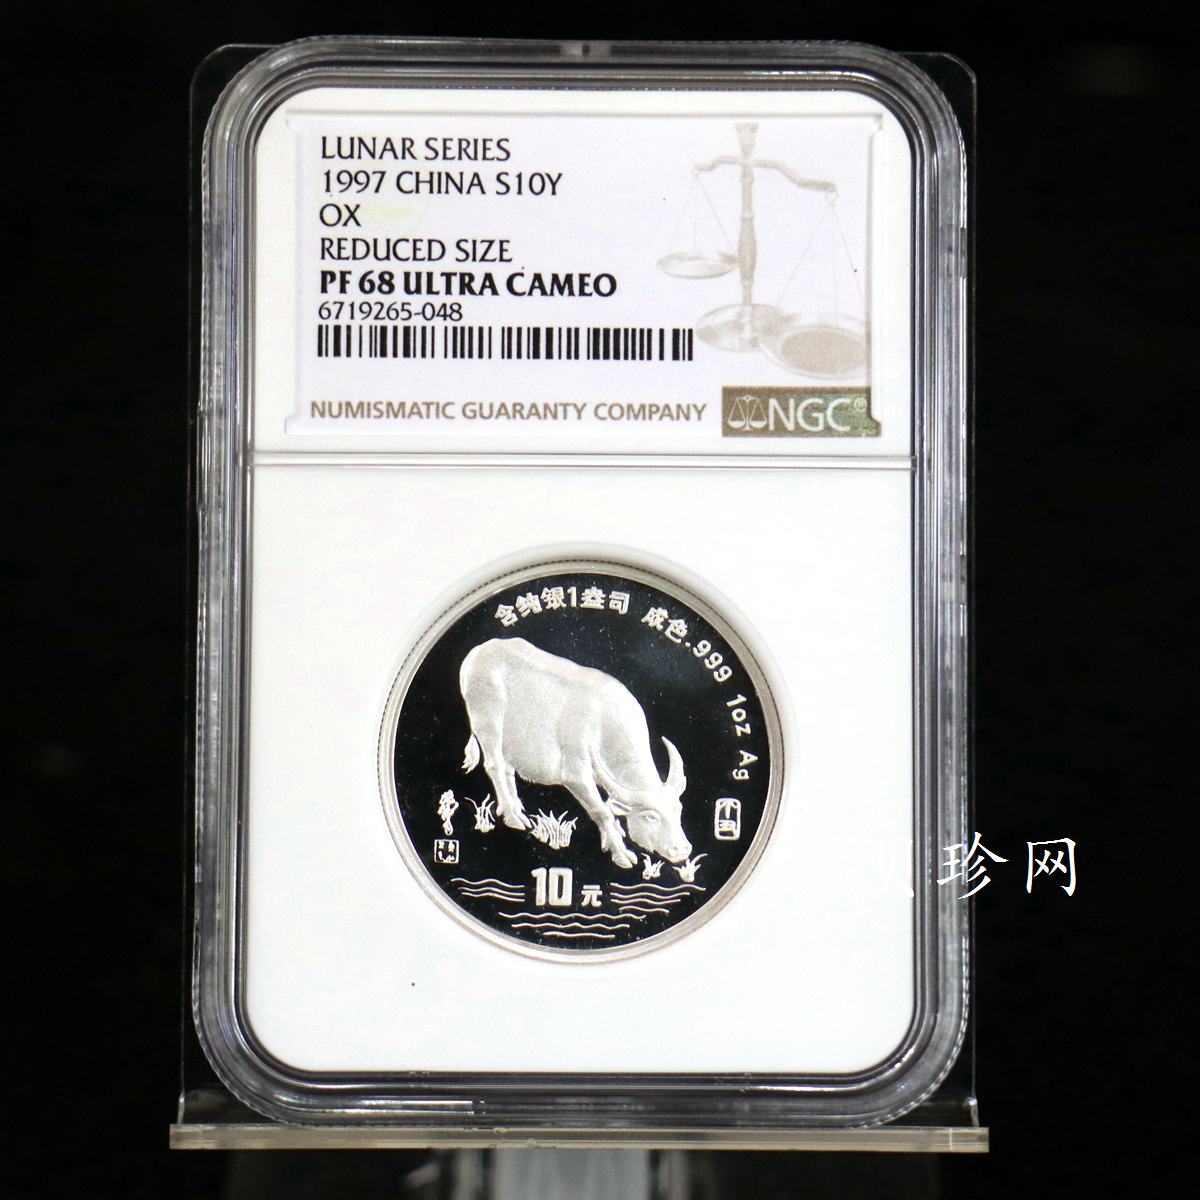 LUNAR SERIES
1997 CHINA S10Y
OX
REDUCED SIZE
PF 68 ULTRA CAMEO
6719265-048
NUMISMATIC GUARANTY COMPANY
NGC®
含纯银1盎司 成色.999 1oz Ag
10元
贝珍网